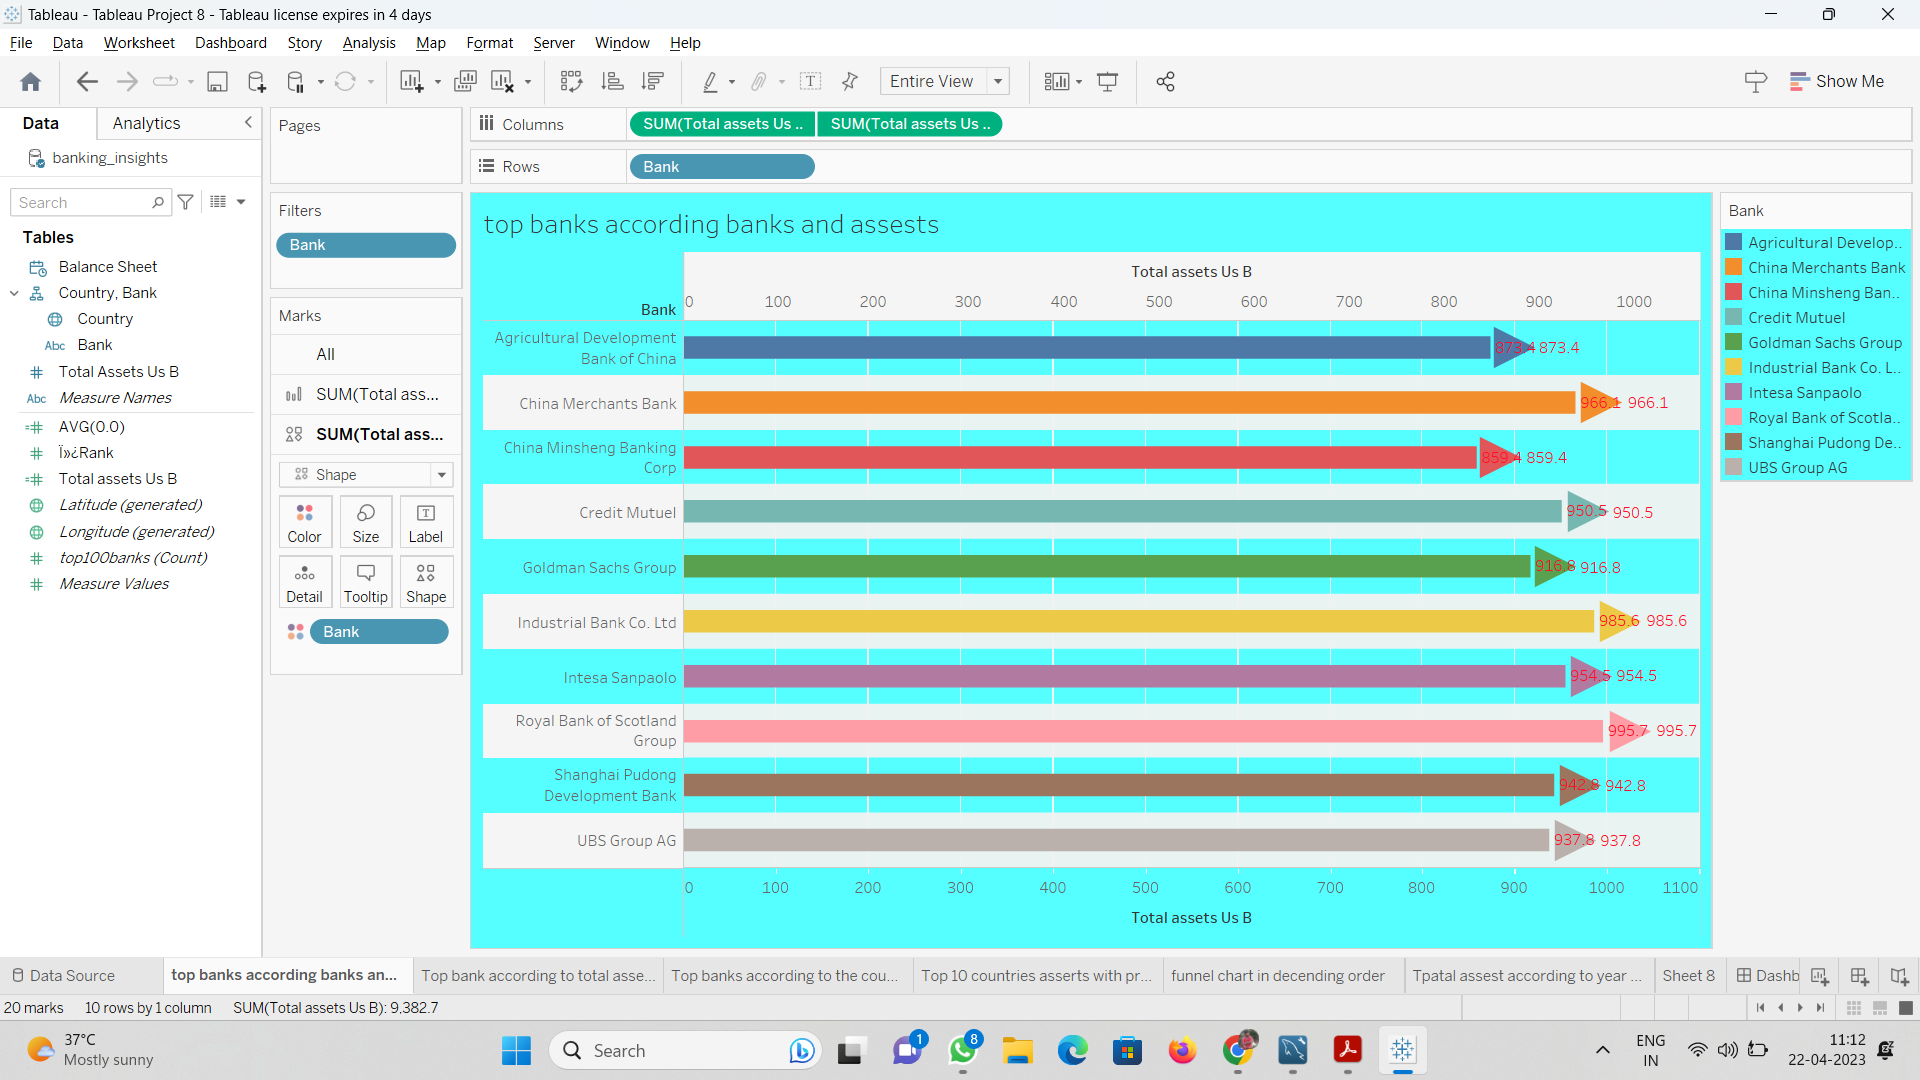 Tableau - Tableau Project 8 - Tableau license expires in 4 days
File Data Worksheet Dashboard Story Analysis Map Format Server Window Help
Entire View
Show Me
Data Analytics
banking_insights
Search
Tables
Balance Sheet
Country, Bank
Country
Abc Bank
Total Assets Us B
Abc Measure Names
AVG(0.0)
ï»¿Rank
Total assets Us B
Latitude (generated)
Longitude (generated)
top100banks (Count)
Measure Values
Pages
Filters
Bank
Marks
All
SUM(Total ass...
SUM(Total ass...
Shape
Color Size Label
Detail Tooltip Shape
Bank
Columns SUM(Total assets Us .. SUM(Total assets Us ..
Rows Bank
top banks according banks and assests
Total assets Us B
Bank 0 100 200 300 400 500 600 700 800 900 1000
Agricultural Development
Bank of China 873.4 873.4
China Merchants Bank 966.1 966.1
China Minsheng Banking
Corp 859.4 859.4
Credit Mutuel 950.5 950.5
Goldman Sachs Group 916.8 916.8
Industrial Bank Co. Ltd 985.6 985.6
Intesa Sanpaolo 954.5 954.5
Royal Bank of Scotland
Group 995.7 995.7
Shanghai Pudong
Development Bank 942.8 942.8
UBS Group AG 937.8 937.8
0 100 200 300 400 500 600 700 800 900 1000 1100
Total assets Us B
Bank
Agricultural Develop..
China Merchants Bank
China Minsheng Ban..
Credit Mutuel
Goldman Sachs Group
Industrial Bank Co. L..
Intesa Sanpaolo
Royal Bank of Scotla..
Shanghai Pudong De..
UBS Group AG
Data Source top banks according banks an... Top bank according to total asse... Top banks according to the cou... Top 10 countries asserts with pr... funnel chart in decending order Tpatal assest according to year ... Sheet 8 Dashb
20 marks 10 rows by 1 column SUM(Total assets Us B): 9,382.7
37°C
Mostly sunny
Search
1
8
ENG
IN
11:12
22-04-2023